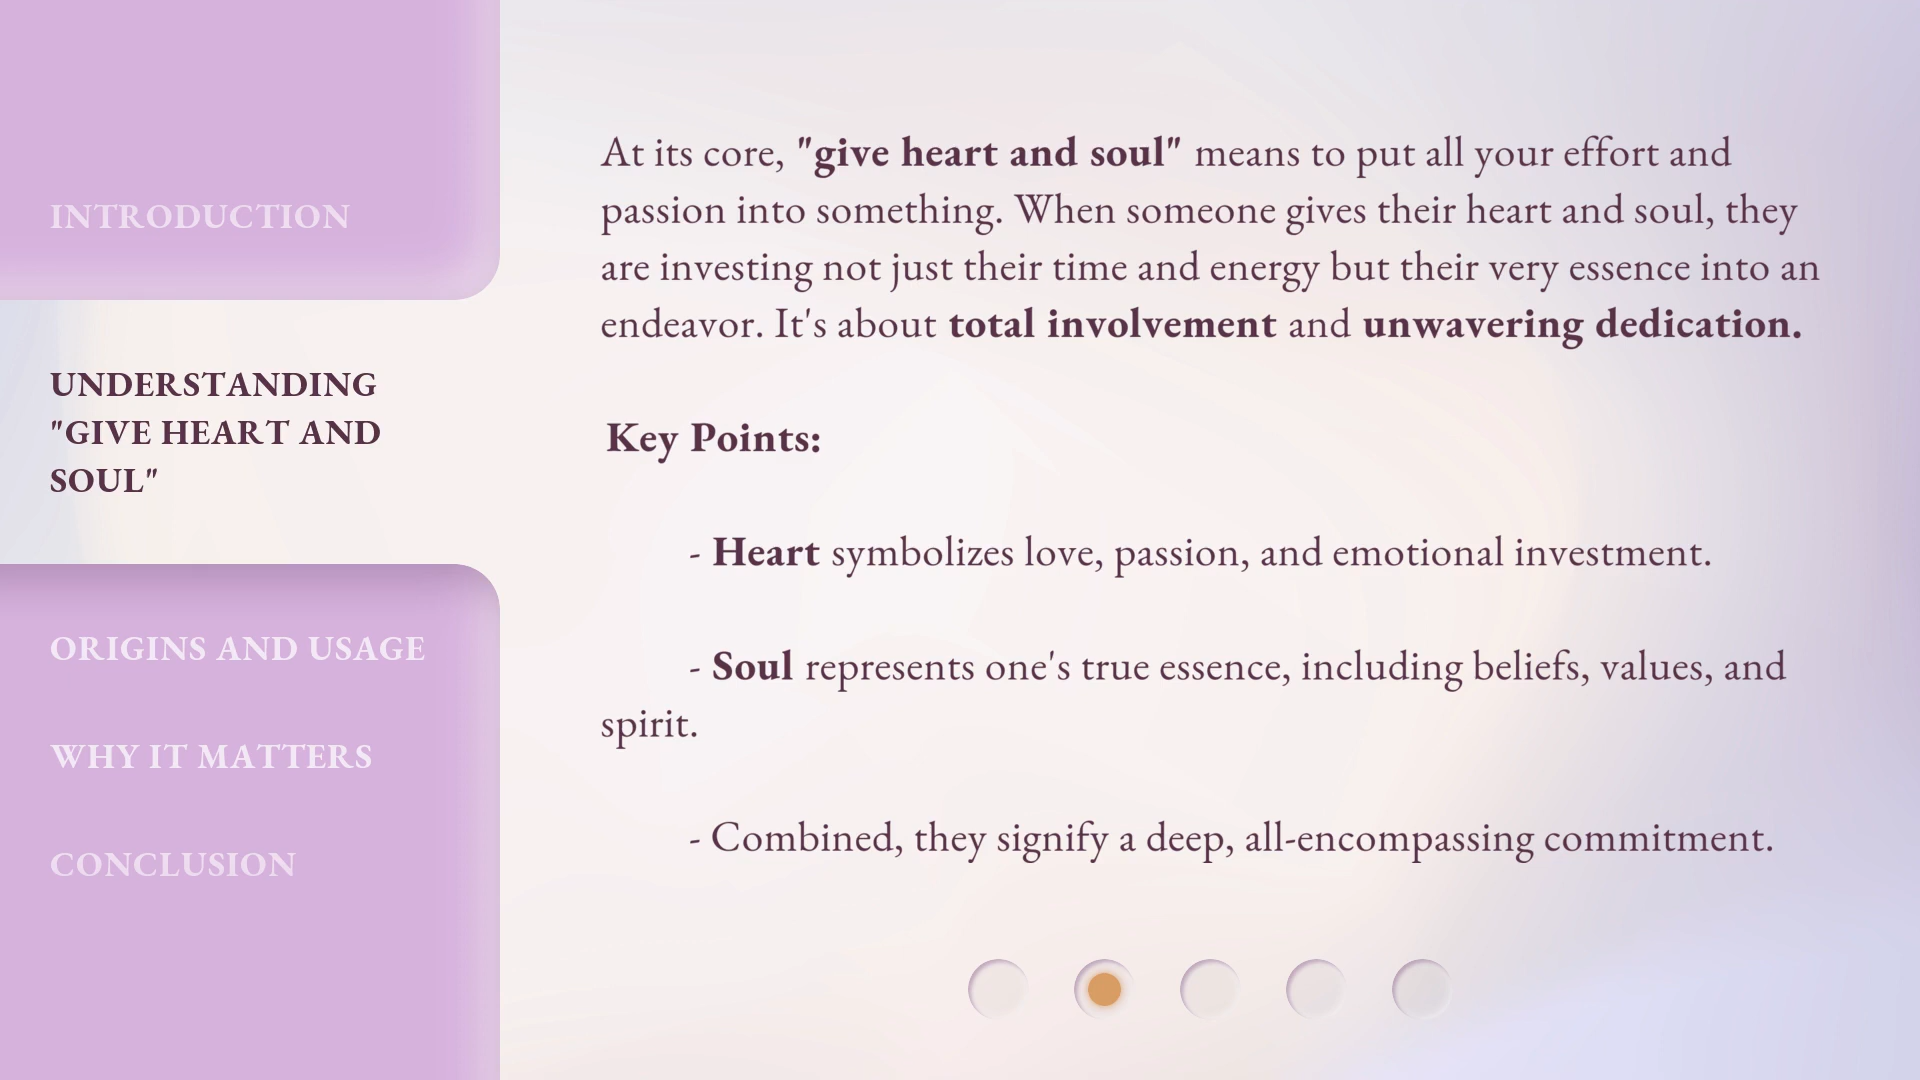 INTRODUCTION
UNDERSTANDING
"GIVE HEART AND
SOUL"
ORIGINS AND USAGE
WHY IT MATTERS
CONCLUSION
At its core, "give heart and soul" means to put all your effort and
passion into something. When someone gives their heart and soul, they
are investing not just their time and energy but their very essence into an
endeavor. It's about total involvement and unwavering dedication.
Key Points:
- Heart symbolizes love, passion, and emotional investment.
- Soul represents one's true essence, including beliefs, values, and
spirit.
- Combined, they signify a deep, all-encompassing commitment.